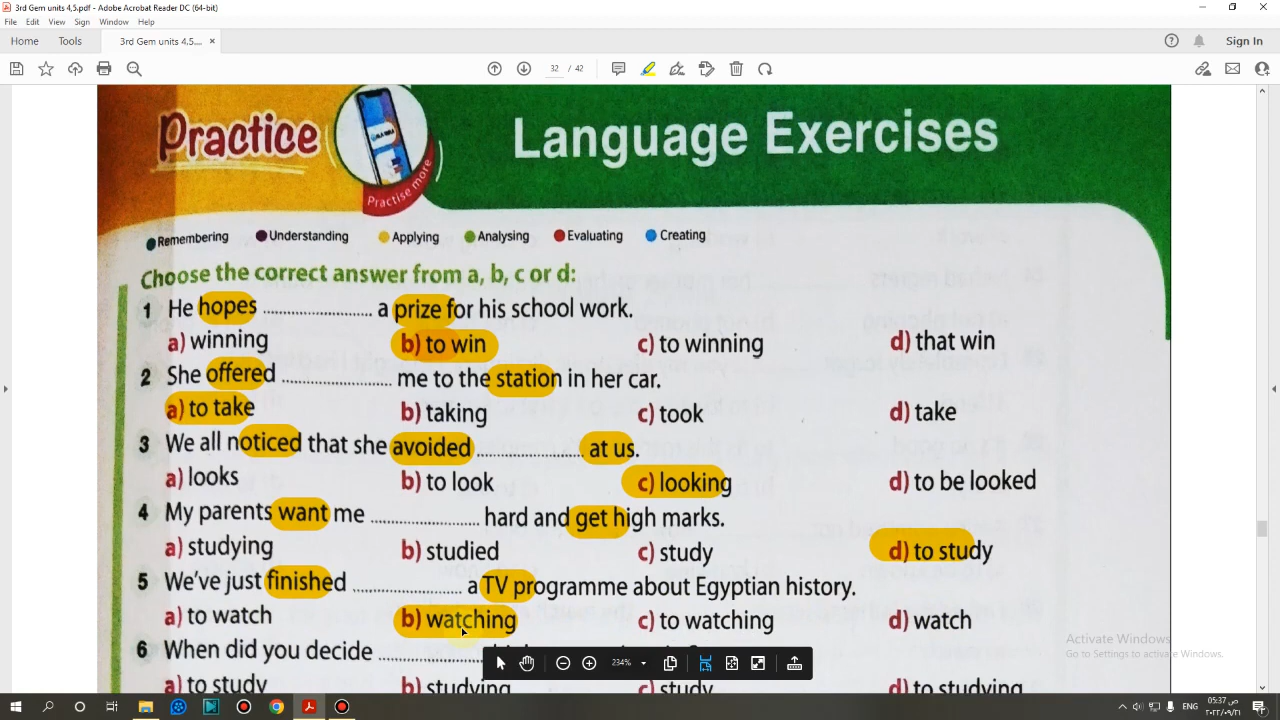 3rd Gem units 4,5.pdf - Adobe Acrobat Reader DC (64-bit)
File Edit View Sign Window Help
Home Tools 3rd Gem units 4,5.... × Sign In
32 / 42
Practice
Practise more
Language Exercises
Remembering Understanding Applying Analysing Evaluating Creating
Choose the correct answer from a, b, c or d:
1 He hopes .......................... a prize for his school work.
a) winning b) to win c) to winning d) that win
2 She offered .......................... me to the station in her car.
a) to take b) taking c) took d) take
3 We all noticed that she avoided .......................... at us.
a) looks b) to look c) looking d) to be looked
4 My parents want me .......................... hard and get high marks.
a) studying b) studied c) study d) to study
5 We've just finished .......................... a TV programme about Egyptian history.
a) to watch b) watching c) to watching d) watch
6 When did you decide ..........................
234%
a) to study b) studying c) study d) to studying
Activate Windows
Go to Settings to activate Windows.
ENG
05:37 ص